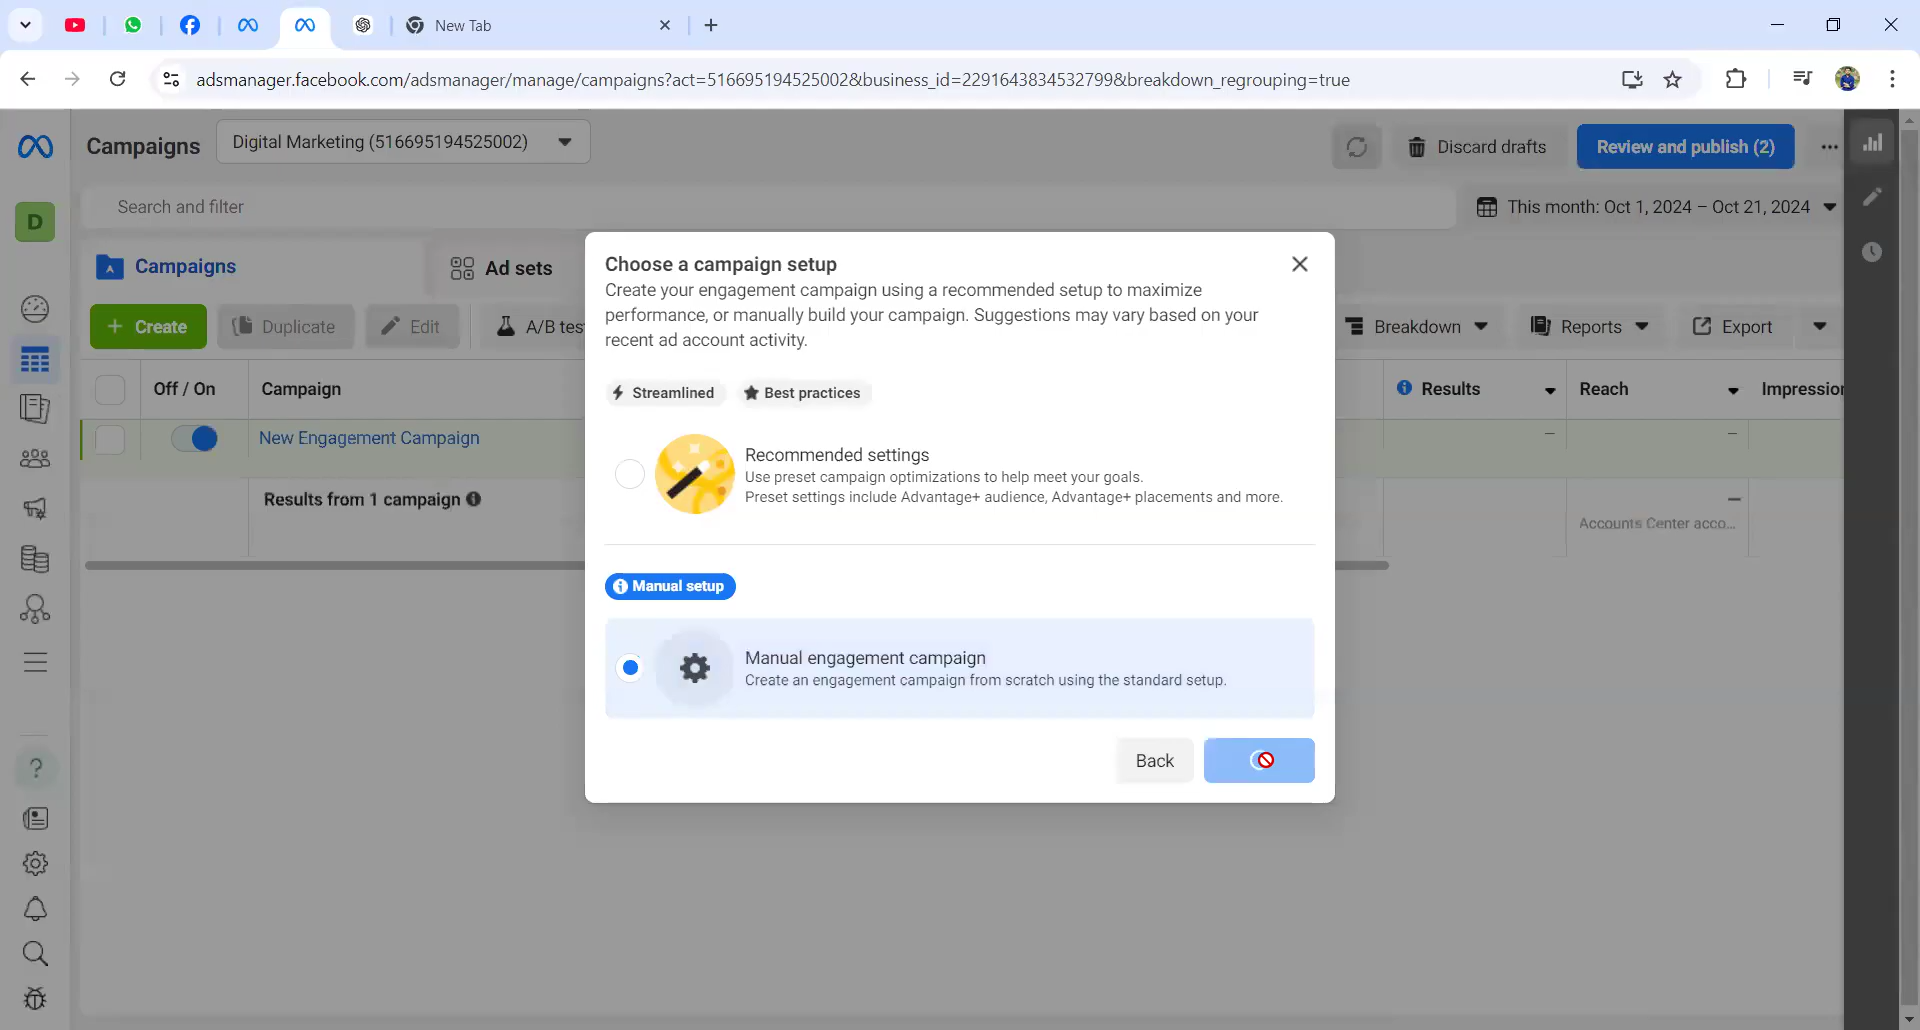 New Tab
adsmanager.facebook.com/adsmanager/manage/campaigns?act=516695194525002&business_id=2291643834532799&breakdown_regrouping=true
Campaigns
Digital Marketing (516695194525002)
Discard drafts
Review and publish (2)
D
Search and filter
This month: Oct 1, 2024 – Oct 21, 2024
Campaigns
Ad sets
Create
Duplicate
Edit
A/B tes
Breakdown
Reports
Export
Off / On
Campaign
Results
Reach
Impression
New Engagement Campaign
–
–
Results from 1 campaign
–
Accounts Center acco...
Choose a campaign setup
Create your engagement campaign using a recommended setup to maximize
performance, or manually build your campaign. Suggestions may vary based on your
recent ad account activity.
Streamlined
Best practices
Recommended settings
Use preset campaign optimizations to help meet your goals.
Preset settings include Advantage+ audience, Advantage+ placements and more.
Manual setup
Manual engagement campaign
Create an engagement campaign from scratch using the standard setup.
Back